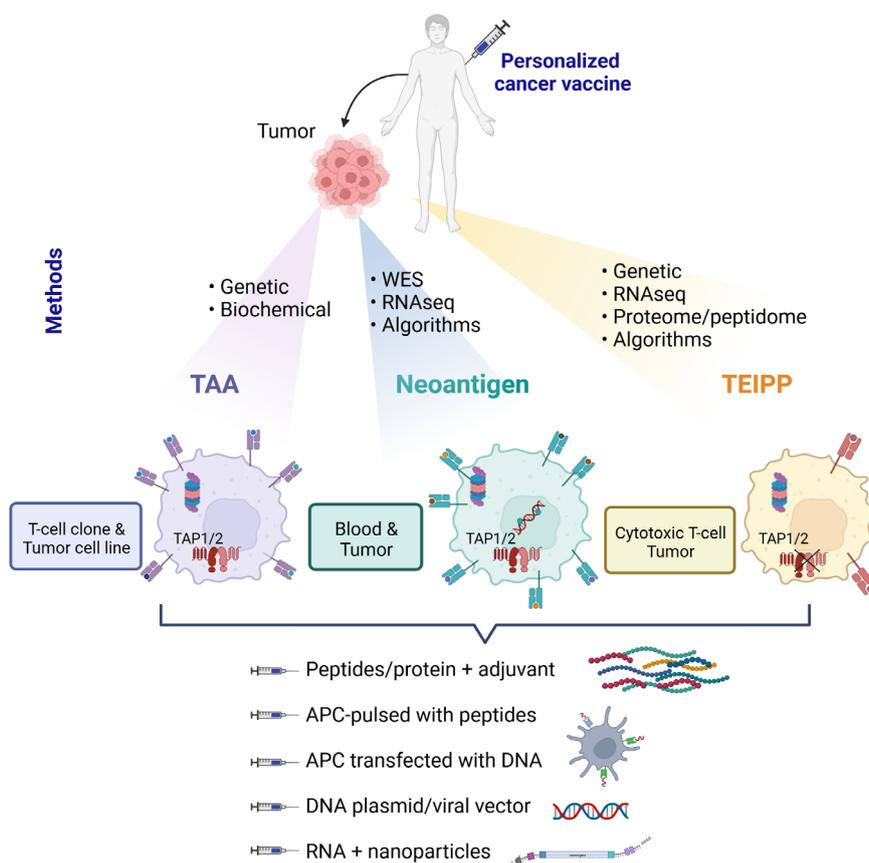 Personalized
cancer vaccine
Tumor
Methods
• Genetic
• Biochemical
• WES
• RNAseq
• Algorithms
• Genetic
• RNAseq
• Proteome/peptidome
• Algorithms
TAA
Neoantigen
TEIPP
T-cell clone &
Tumor cell line
TAP1/2
Blood &
Tumor
TAP1/2
Cytotoxic T-cell
Tumor
TAP1/2
Peptides/protein + adjuvant
APC-pulsed with peptides
APC transfected with DNA
DNA plasmid/viral vector
RNA + nanoparticles